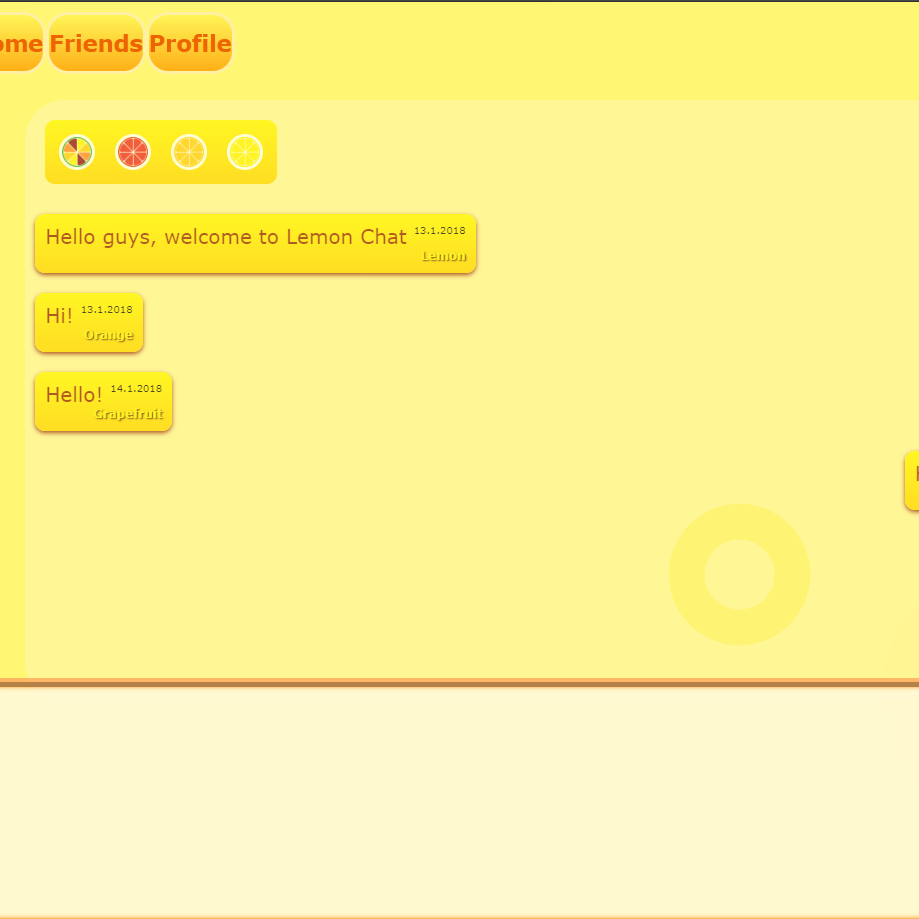 ome Friends Profile
Hello guys, welcome to Lemon Chat 13.1.2018
Lemon
Hi! 13.1.2018
Orange
Hello! 14.1.2018
Grapefruit